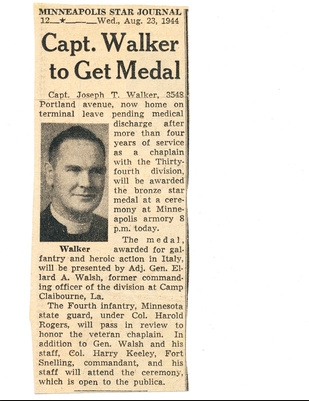 MINNEAPOLIS STAR JOURNAL
12—★——Wed., Aug. 23, 1944
Capt. Walker
to Get Medal
Capt. Joseph T. Walker, 3548
Portland avenue, now home on
terminal leave pending medical
discharge after
more than four
years of service
as a chaplain
with the Thirty-
fourth division,
will be awarded
the bronze star
medal at a cere-
mony at Minne-
apolis armory 8
p.m. today.
The medal,
Walker
awarded for gal-
fantry and heroic action in Italy,
will be presented by Adj. Gen. El-
lard A. Walsh, former command-
ing officer of the division at Camp
Claibourne, La.
The Fourth infantry, Minnesota
state guard, under Col. Harold
Rogers, will pass in review to
honor the veteran chaplain. In
addition to Gen. Walsh and his
staff, Col. Harry Keeley, Fort
Snelling, commandant, and his
staff will attend the ceremony,
which is open to the publica.